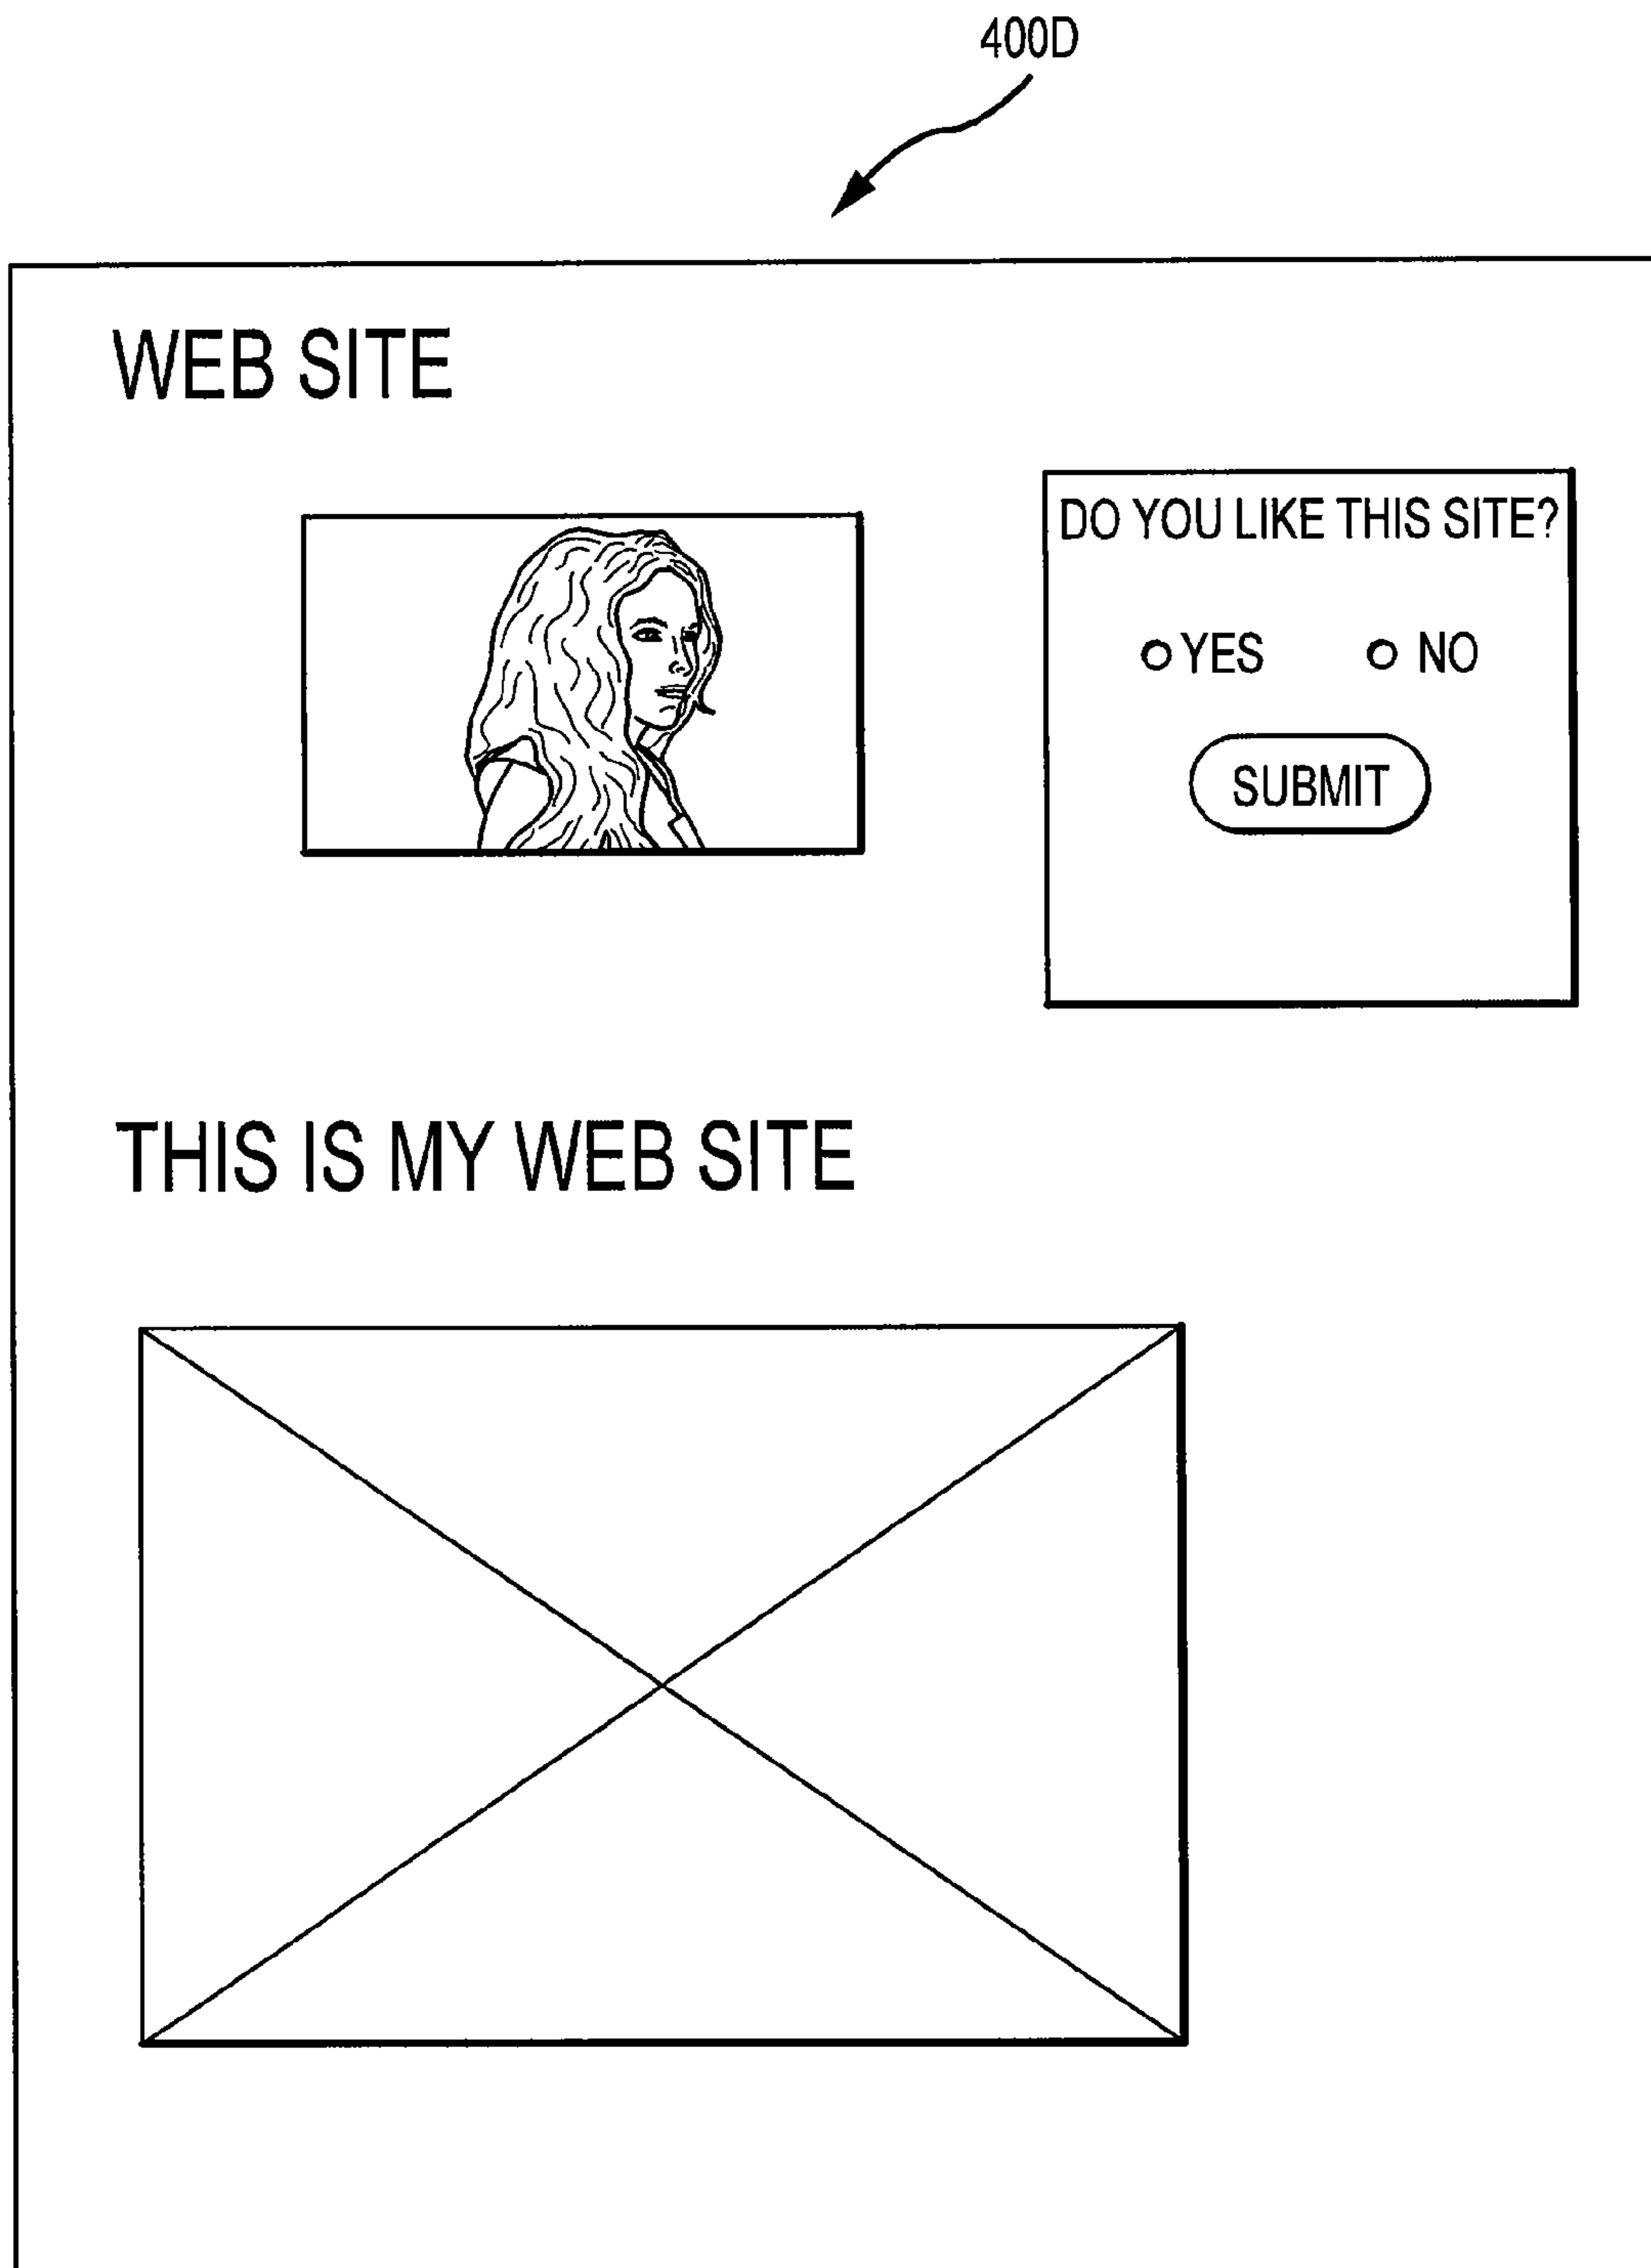 400D
WEB SITE
DO YOU LIKE THIS SITE?
YES NO
SUBMIT
THIS IS MY WEB SITE